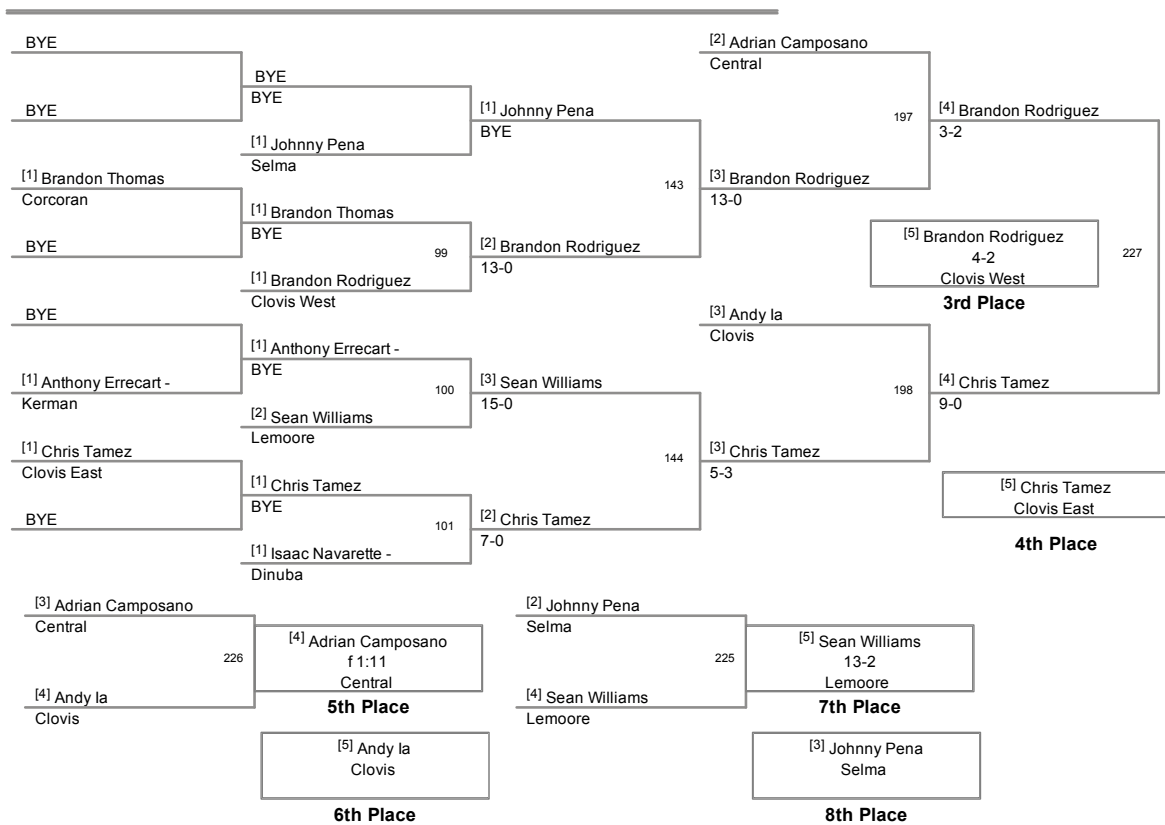 BYE
BYE
[1] Brandon Thomas
Corcoran
BYE
BYE
[1] Anthony Errecart -
Kerman
[1] Chris Tamez
Clovis East
BYE
BYE
BYE
[1] Johnny Pena
Selma
[1] Brandon Thomas
BYE
99
[1] Brandon Rodriguez
Clovis West
[1] Anthony Errecart -
BYE
100
[2] Sean Williams
Lemoore
[1] Chris Tamez
BYE
101
[1] Isaac Navarette -
Dinuba
[1] Johnny Pena
BYE
143
[2] Brandon Rodriguez
13-0
[3] Sean Williams
15-0
144
[2] Chris Tamez
7-0
[2] Adrian Camposano
Central
197
[3] Brandon Rodriguez
13-0
[3] Andy Ia
Clovis
198
[3] Chris Tamez
5-3
[4] Brandon Rodriguez
3-2
[5] Brandon Rodriguez
4-2
Clovis West
3rd Place
227
[4] Chris Tamez
9-0
[5] Chris Tamez
Clovis East
4th Place
[3] Adrian Camposano
Central
226
[4] Andy Ia
Clovis
[4] Adrian Camposano
f 1:11
Central
5th Place
[5] Andy Ia
Clovis
6th Place
[2] Johnny Pena
Selma
225
[4] Sean Williams
Lemoore
[5] Sean Williams
13-2
Lemoore
7th Place
[3] Johnny Pena
Selma
8th Place